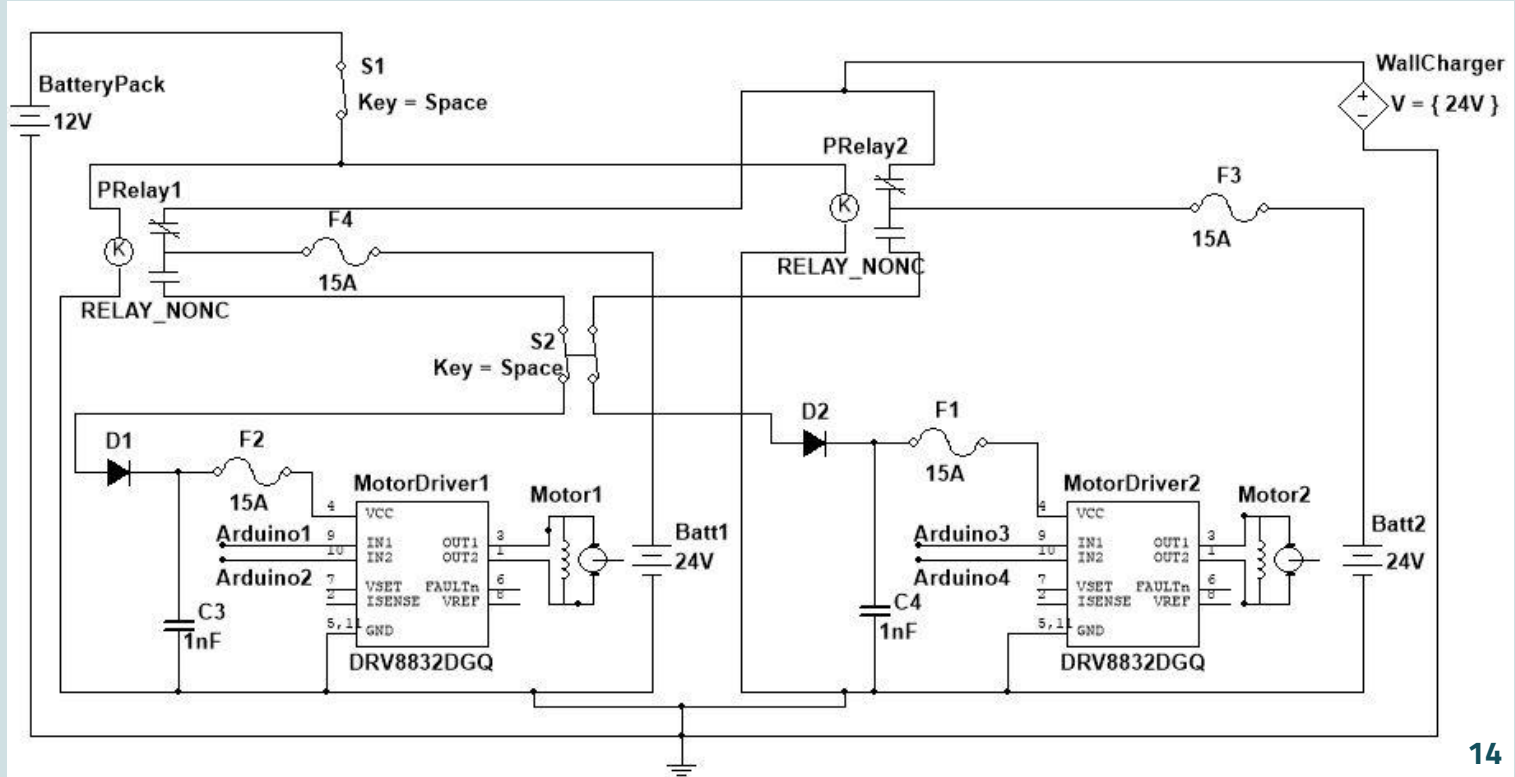 BatteryPack
12V
S1
Key = Space
WallCharger
V = { 24V }
PRelay1
K
RELAY_NONC
F4
15A
PRelay2
K
RELAY_NONC
F3
15A
S2
Key = Space
D1
F2
15A
MotorDriver1
4 VCC
Arduino1 9 IN1 OUT1 3
10 IN2 OUT2 1
Arduino2 7 VSET FAULTn 6
2 ISENSE VREF 8
5,11 GND
DRV8832DGQ
Motor1
Batt1
24V
C3
1nF
D2
F1
15A
MotorDriver2
4 VCC
Arduino3 9 IN1 OUT1 3
10 IN2 OUT2 1
Arduino4 7 VSET FAULTn 6
2 ISENSE VREF 8
5,11 GND
DRV8832DGQ
Motor2
Batt2
24V
C4
1nF
14